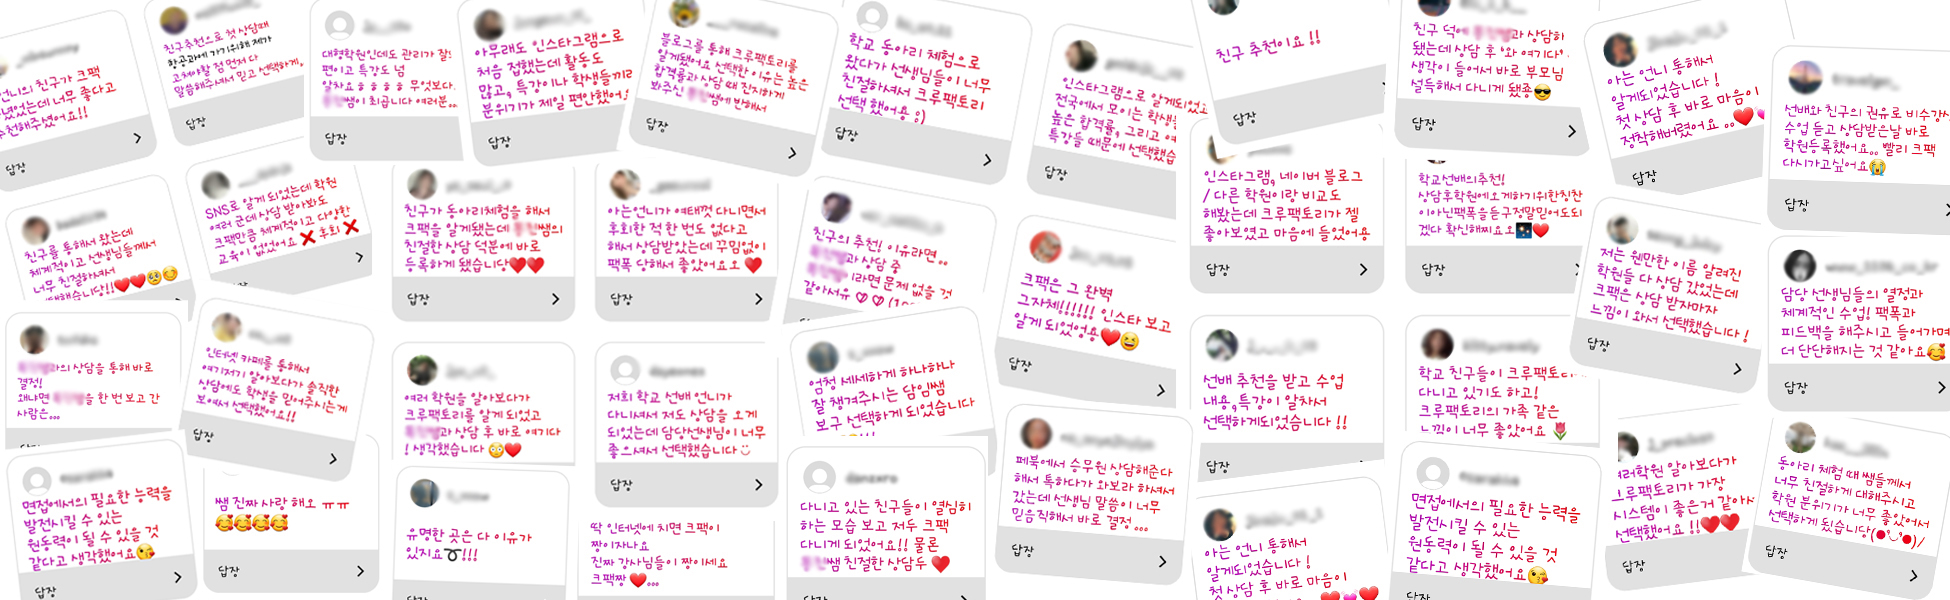 언니의 친구가 크팩
녔었는데 너무 좋다고
추천해주셨어요!!
답장
친구추천으로 첫 상담때
항공과에 가기위해 제가
고쳐야할 점 먼저 다
말씀해주셔서 믿고 선택하게
답장
대형학원인데도 관리가 잘
편이고 특강도 넘
알차요 ㅎㅎㅎㅎ 무엇보다
쌤이 최곱니다 여러분
답장
아무래도 인스타그램으로
처음 접했는데 활동도
많고, 특강이나 학생들끼리
분위기가 제일 편안했어요
답장
블로그를 통해 크루팩토리를
알게됐어요 선택한 이유는 높은
합격률과 상담 때 진지하게
봐주신 쌤에 반해서
답장
학교 동아리 체험으로
왔다가 선생님들이 너무
친절하셔서 크루팩토리
선택 했어용 :)
답장
인스타그램으로 알게되었고
전국에서 모이는 학생
높은 합격률, 그리고 여
특강들 때문에 선택했습
답장
친구 추천이요 !!
답장
친구 덕에 과 상담하
됐는데 상담 후 '와 여기다'
생각이 들어서 바로 부모님
설득해서 다니게 됐죵😎
답장
아는 언니 통해서
알게되었습니다 !
첫 상담 후 바로 마음이
정착해버렸어요 ..❤️
답장
선배와 친구의 권유로 비수강
수업 듣고 상담받은날 바로
학원등록했어요.. 빨리 크팩
다시가고싶어요😭
답장
친구를 통해서 왔는데
체계적이고 선생님들께서
너무 친절하셔서
택했습니당!!❤️❤️🥺😊
SNS로 알게 되었는데 학원
여러 군데 상담 받아봐도
크팩만큼 체계적이고 다양한
교육이 없었어요 ❌ 후회 ❌
친구가 동아리체험을 해서
크팩을 알게됐는데 쌤의
친절한 상담 덕분에 바로
등록하게 됐습니당❤️❤️
답장
아는언니가 여태껏 다니면서
후회한 적 한 번도 없다고
해서 상담받았는데 꾸밈없이
팩폭 당해서 좋았어요오 ❤️
답장
친구의 추천! 이유라면..
과 상담 중
이라면 문제 없을 것
같아서유 ♡ ♡
크팩은 그 완벽
그자체!!!!!! 인스타 보고
알게 되었어용❤️😆
답장
인스타그램, 네이버 블로그
/ 다른 학원이랑 비교도
해봤는데 크루팩토리가 젤
좋아보였고 마음에 들었어용
답장
학교선배의추천!
상담후학원에오게하기위한칭찬
이아닌팩폭을듣구정말믿어도되
겠다 확신해찌요오🎇❤️
답장
저는 웬만한 이름 알려진
학원들 다 상담 갔었는데
크팩은 상담 받자마자
느낌이 와서 선택했습니다 !
답장
담당 선생님들의 열정과
체계적인 수업! 팩폭과
피드백을 해주시고 들어가면
더 단단해지는 것 같아요🥰
답장
과의 상담을 통해 바로
결정!
왜냐면 을 한 번 보고 간
사람은...
인터넷 카페를 통해서
여기저기 알아보다가 솔직한
상담에도 학생을 믿어주시는게
보여서 선택했어요!!
답장
여러 학원을 알아보다가
크루팩토리를 알게 되었고
과 상담 후 바로 여기다
! 생각했습니다 😳❤️
저희 학교 선배 언니가
다니셔서 저도 상담을 오게
되었는데 담당선생님이 너무
좋으셔서 선택했습니다
답장
엄청 세세하게 하나하나
잘 챙겨주시는 담임쌤
보구 선택하게 되었습니다
선배 추천을 받고 수업
내용,특강이 알차서
선택하게되었습니다 !!
답장
학교 친구들이 크루팩토리
다니고 있기도 하고!
크루팩토리의 가족 같은
느낌이 너무 좋았어요 🌷
면접에서의 필요한 능력을
발전시킬 수 있는
원동력이 될 수 있을 것
같다고 생각했어요😘
답장
쌤 진짜 사랑 해요 ㅠㅠ
🥰🥰🥰🥰
답장
유명한 곳은 다 이유가
있지요➰!!!
딱 인터넷에 치면 크팩이
짱이자나요
진짜 강사님들이 짱이세요
크팩짱 ❤️...
다니고 있는 친구들이 열심히
하는 모습 보고 저두 크팩
다니게 되었어요!! 물론
쌤 친절한 상담두 ❤️
답장
페북에서 승무원 상담해준다
해서 톡하다가 와보라 하셔서
갔는데 선생님 말씀이 너무
믿음직해서 바로 결정 ...
답장
아는 언니 통해서
알게되었습니다 !
첫 상담 후 바로 마음이
면접에서의 필요한 능력을
발전시킬 수 있는
원동력이 될 수 있을 것
같다고 생각했어요😘
답장
러학원 알아보다가
크루팩토리가 가장
시스템이 좋은거 같아
선택했어요 !!❤️❤️
답장
동아리 체험 때 쌤들께서
너무 친절하게 대해주시고
학원 분위기가 너무 좋았어서
선택하게 됬습니다(●'◡'●)/
답장